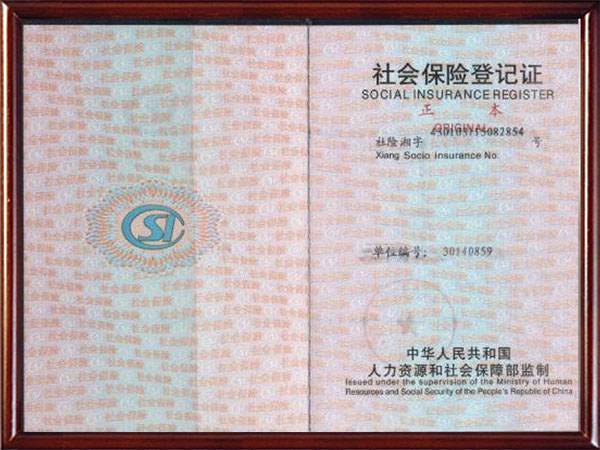 社会保险登记证
SOCIAL INSURANCE REGISTER
正 本
ORIGINAL
社险湘字 号
Xiang Socio Insurance No
单位编号: 30140859
中华人民共和国
人力资源和社会保障部监制
Issued under the supervision of the Ministry of Human
Resources and Social Security of the People's Republic of China
CSI